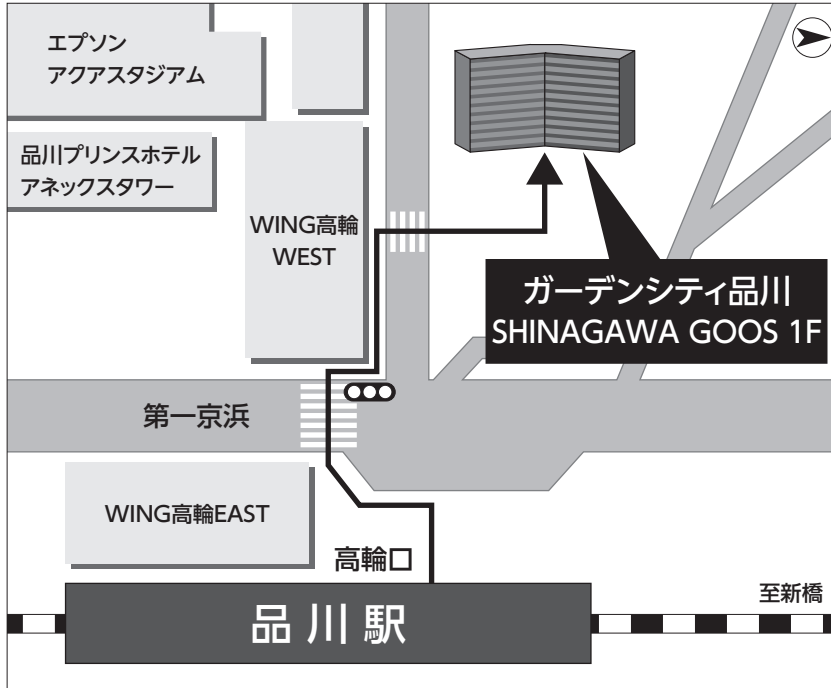 エプソン
アクアスタジアム
品川プリンスホテル
アネックスタワー
WING高輪
WEST
ガーデンシティ品川
SHINAGAWA GOOS 1F
第一京浜
WING高輪EAST
高輪口
至新橋
品川駅